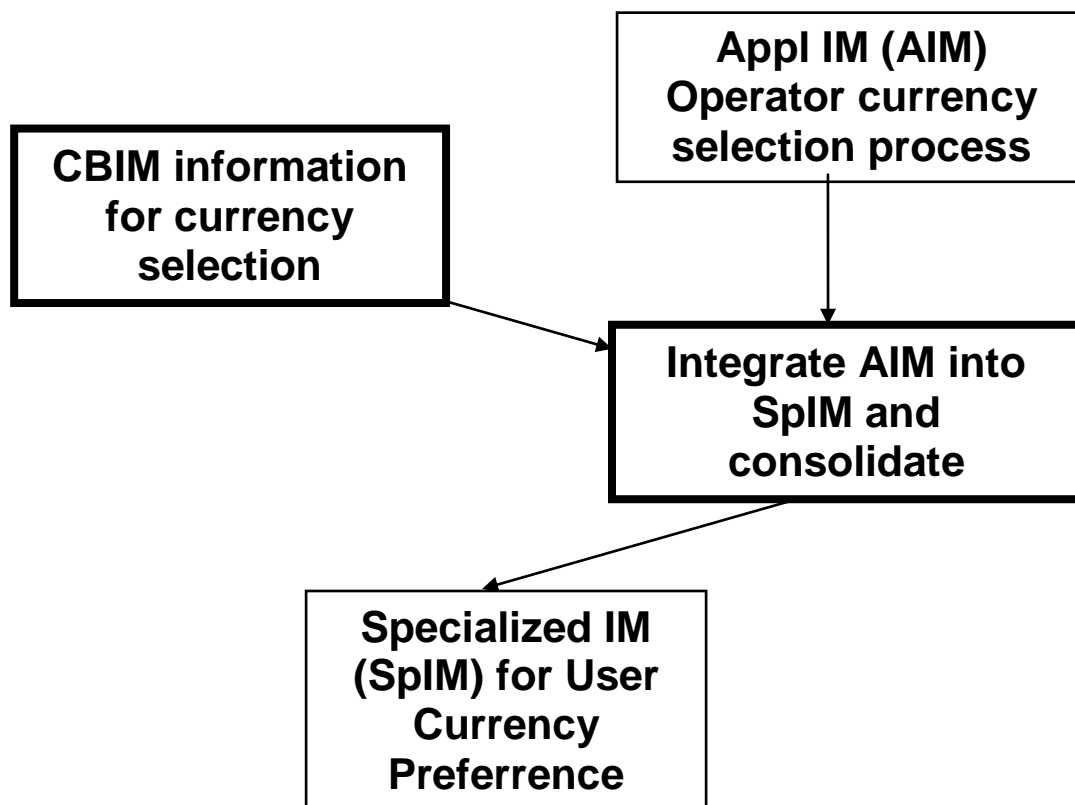 Appl IM (AIM)
Operator currency
selection process
CBIM information
for currency
selection
Integrate AIM into
SpIM and
consolidate
Specialized IM
(SpIM) for User
Currency
Preferrence